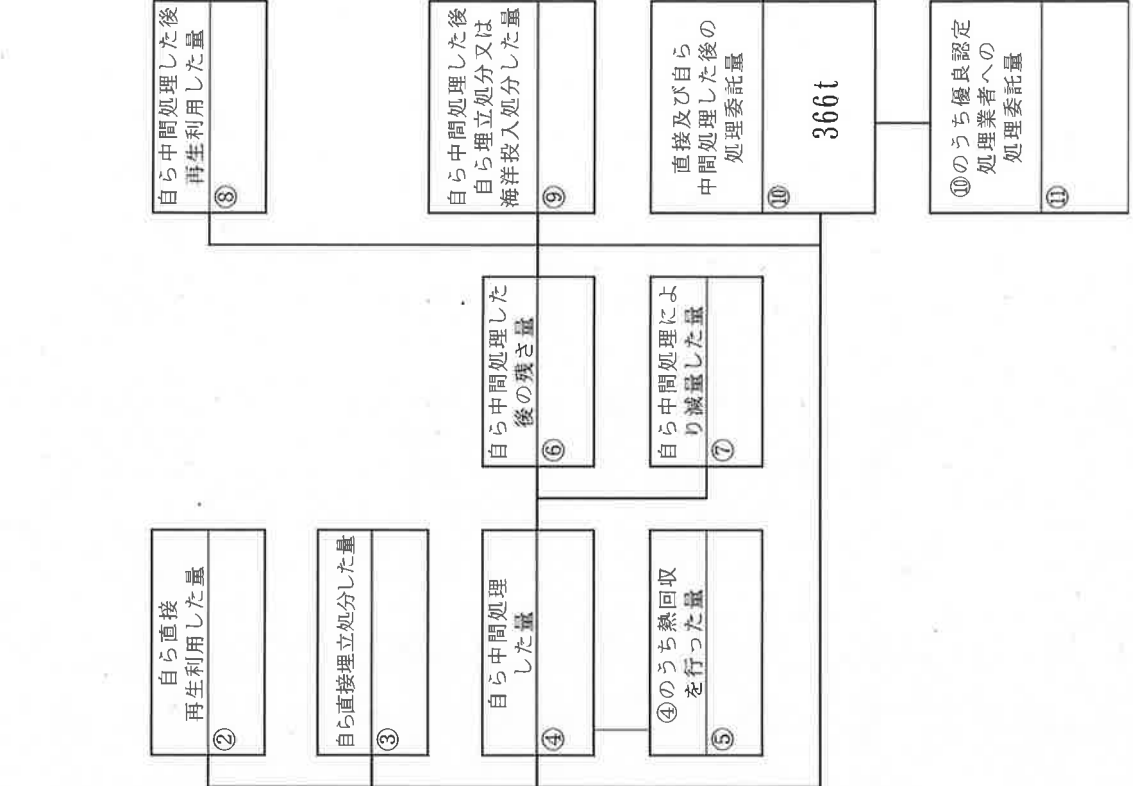 自ら直接
再生利用した量
②
自ら直接埋立処分した量
③
自ら中間処理
した量
④
④のうち熱回収
を行った量
⑤
自ら中間処理した
後の残さ量
⑥
自ら中間処理によ
り減量した量
⑦
自ら中間処理した後
再生利用した量
⑧
自ら中間処理した後
自ら埋立処分又は
海洋投入処分した量
⑨
直接及び自ら
中間処理した後の
処理委託量
⑩
366t
⑩のうち優良認定
処理業者への
処理委託量
⑪